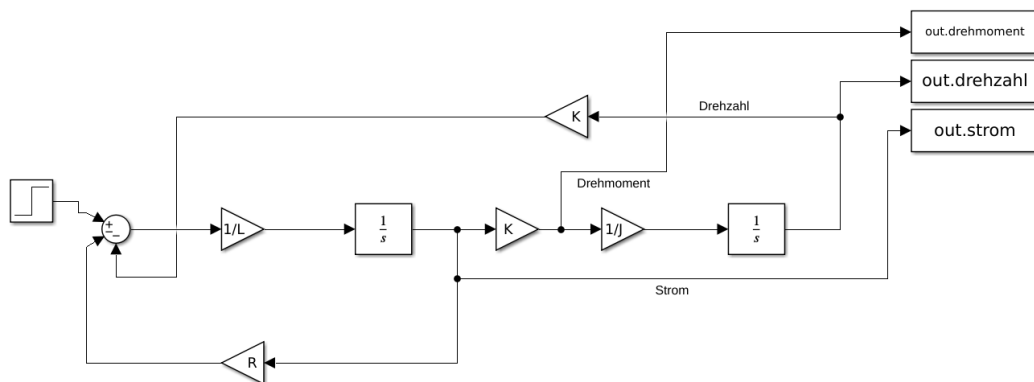 out.drehmoment
out.drehzahl
Drehzahl
K
out.strom
Drehmoment
+
−
−
1/L
1
s
K
1/J
1
s
Strom
R